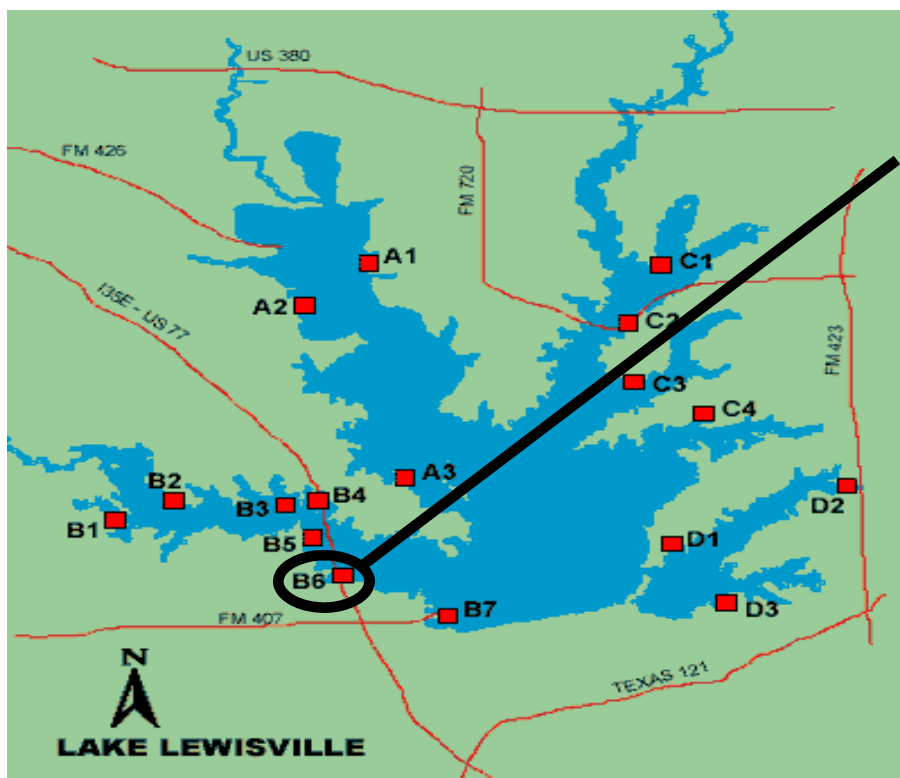 US 380
FM 426
FM 720
A1
C1
A2
I35E - US 77
C2
FM 423
C3
C4
A3
B2
B3
B4
D2
B1
B5
D1
B6
B7
D3
FM 407
N
TEXAS 121
LAKE LEWISVILLE